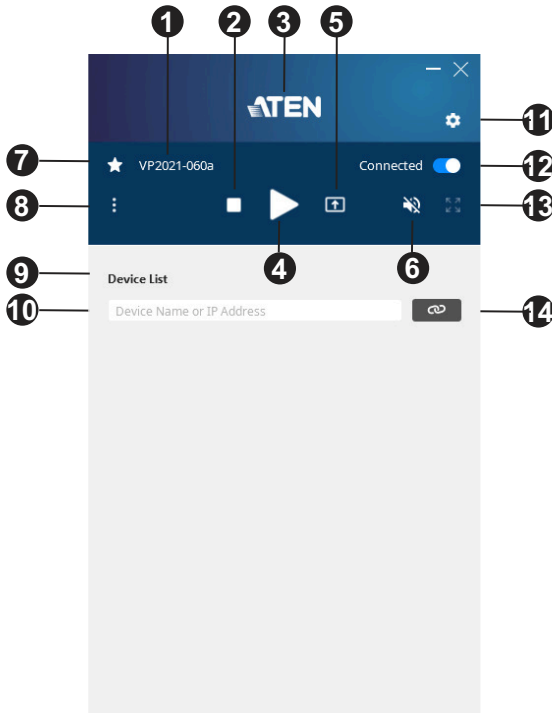 1 2 3 5
ATEN
11
7 VP2021-060a Connected 12
8 13
4 6
9 Device List
10 Device Name or IP Address 14